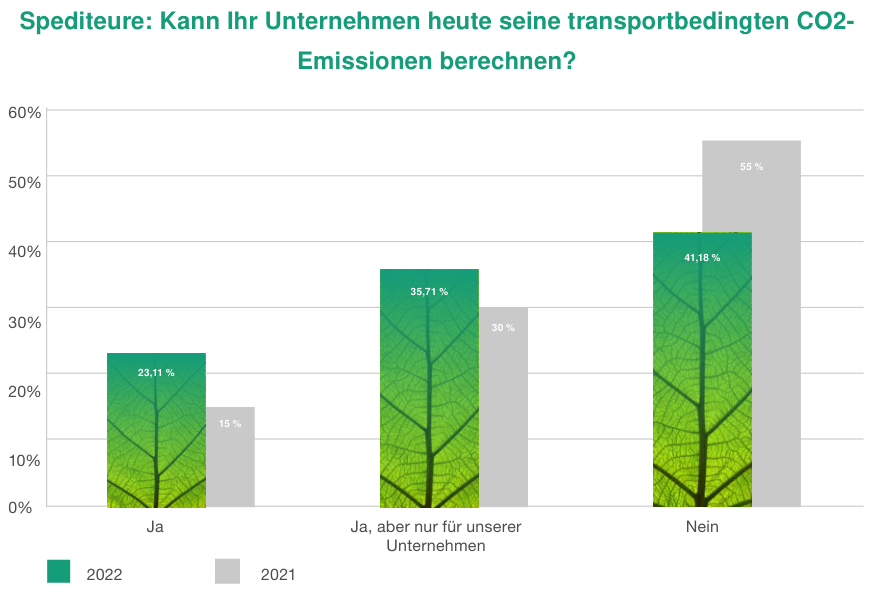 Spediteure: Kann Ihr Unternehmen heute seine transportbedingten CO2-
Emissionen berechnen?
60%
50%
40%
30%
20%
10%
0%
23,11 %
15 %
35,71 %
30 %
41,18 %
55 %
Ja
Ja, aber nur für unserer
Unternehmen
Nein
2022
2021